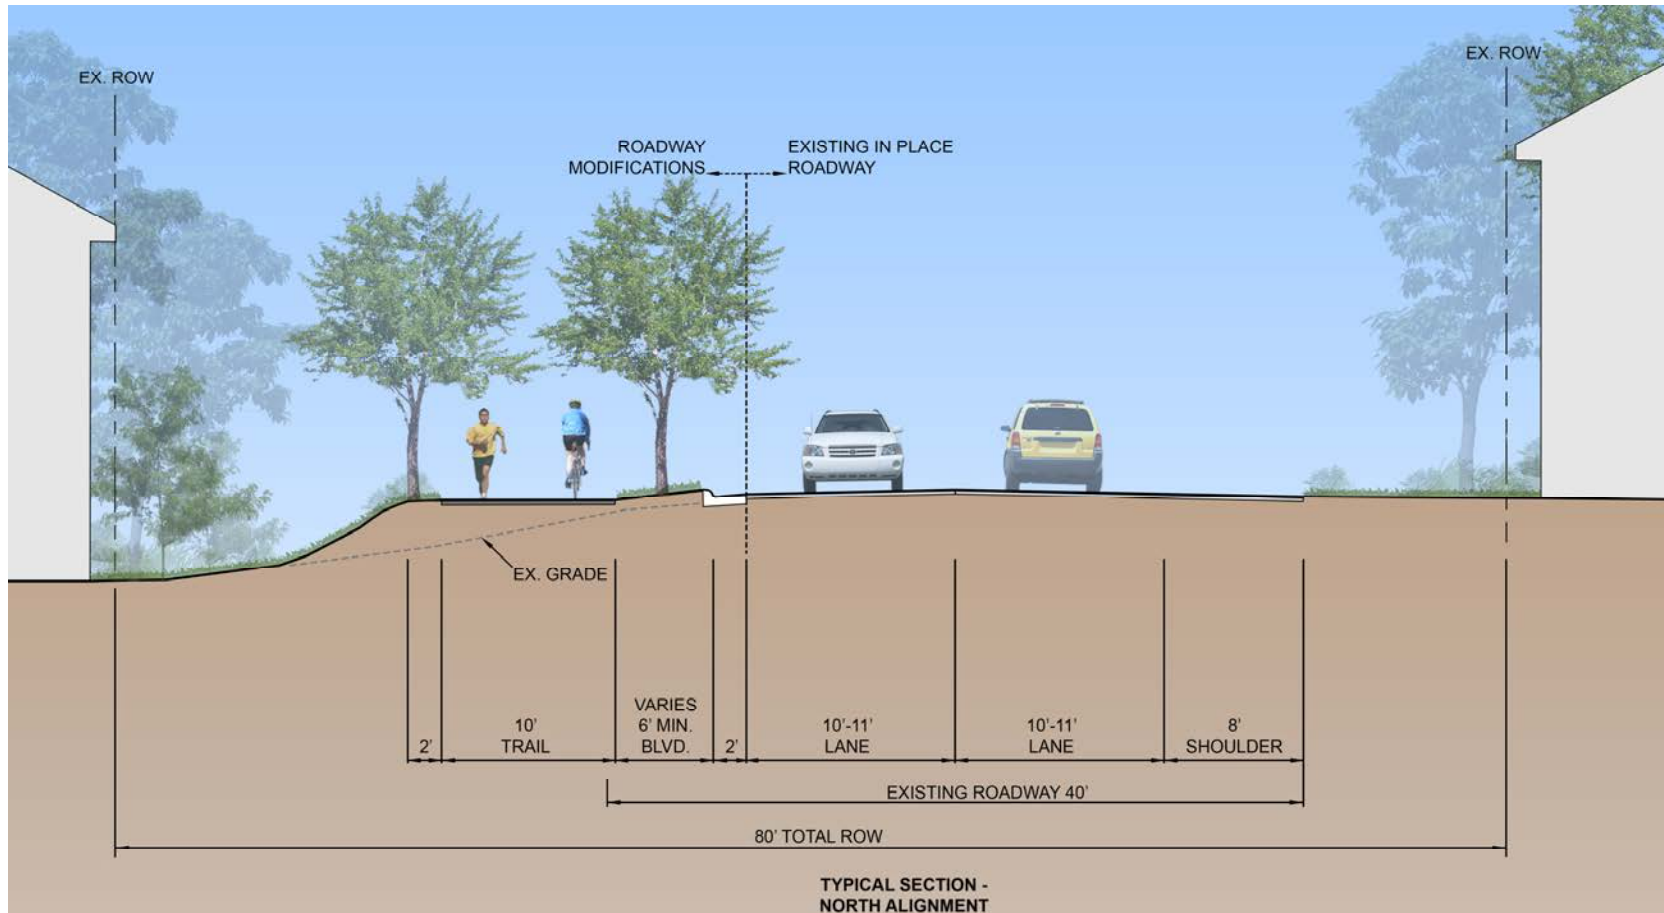 EX. ROW
EX. ROW
ROADWAY
MODIFICATIONS
EXISTING IN PLACE
ROADWAY
EX. GRADE
2'
10'
TRAIL
VARIES
6' MIN.
BLVD.
2'
10'-11'
LANE
10'-11'
LANE
8'
SHOULDER
EXISTING ROADWAY 40'
80' TOTAL ROW
TYPICAL SECTION -
NORTH ALIGNMENT